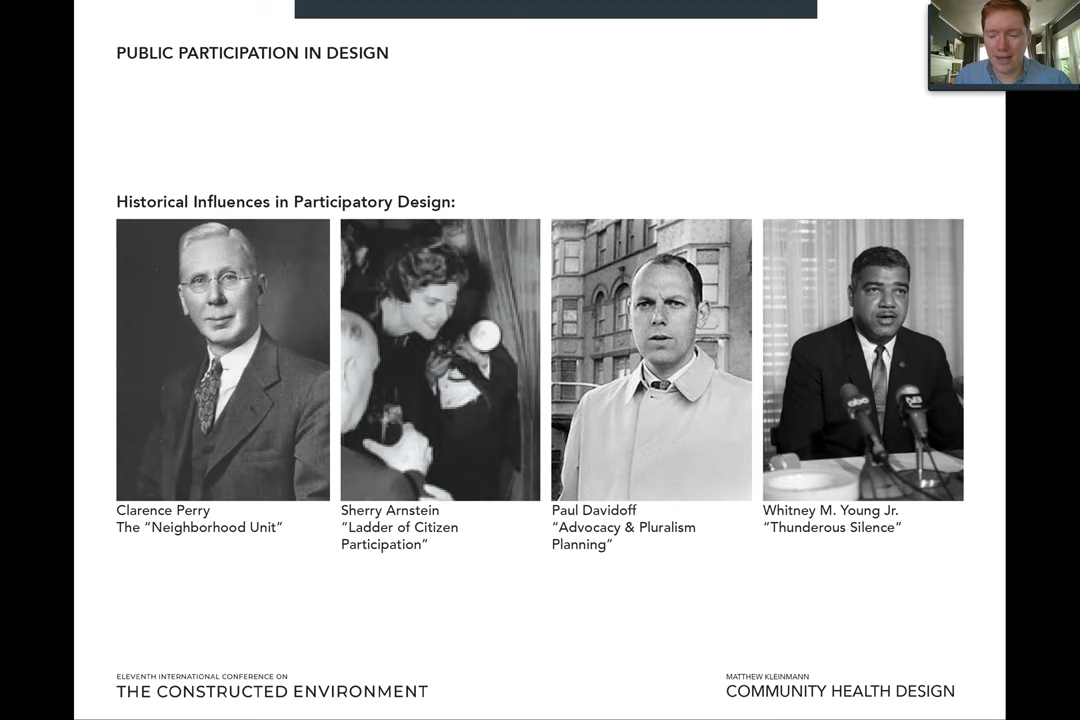 PUBLIC PARTICIPATION IN DESIGN
Historical Influences in Participatory Design:
Clarence Perry
The “Neighborhood Unit”
Sherry Arnstein
“Ladder of Citizen
Participation”
Paul Davidoff
“Advocacy & Pluralism
Planning”
abc
Whitney M. Young Jr.
“Thunderous Silence”
ELEVENTH INTERNATIONAL CONFERENCE ON
THE CONSTRUCTED ENVIRONMENT
MATTHEW KLEINMANN
COMMUNITY HEALTH DESIGN